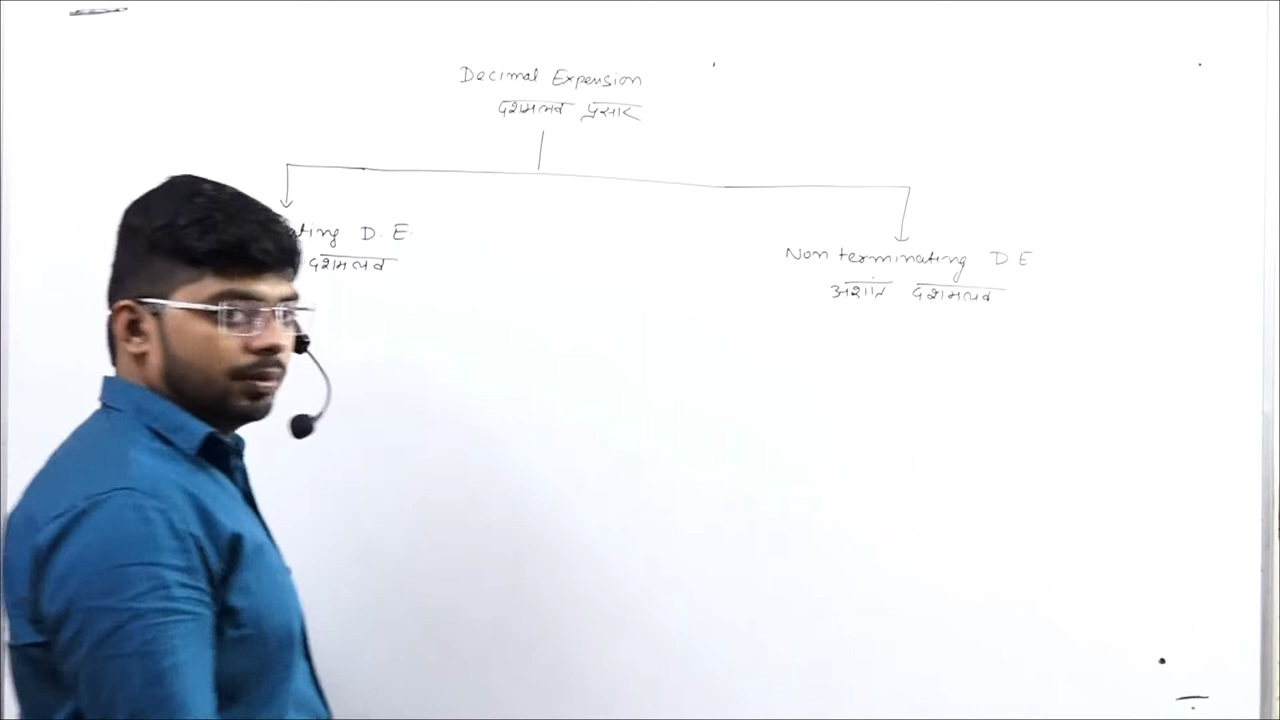 Decimal Expension
दशमलव प्रसार
ating D. E.
दशमलव
Non terminating D E
अशांत दशमलव